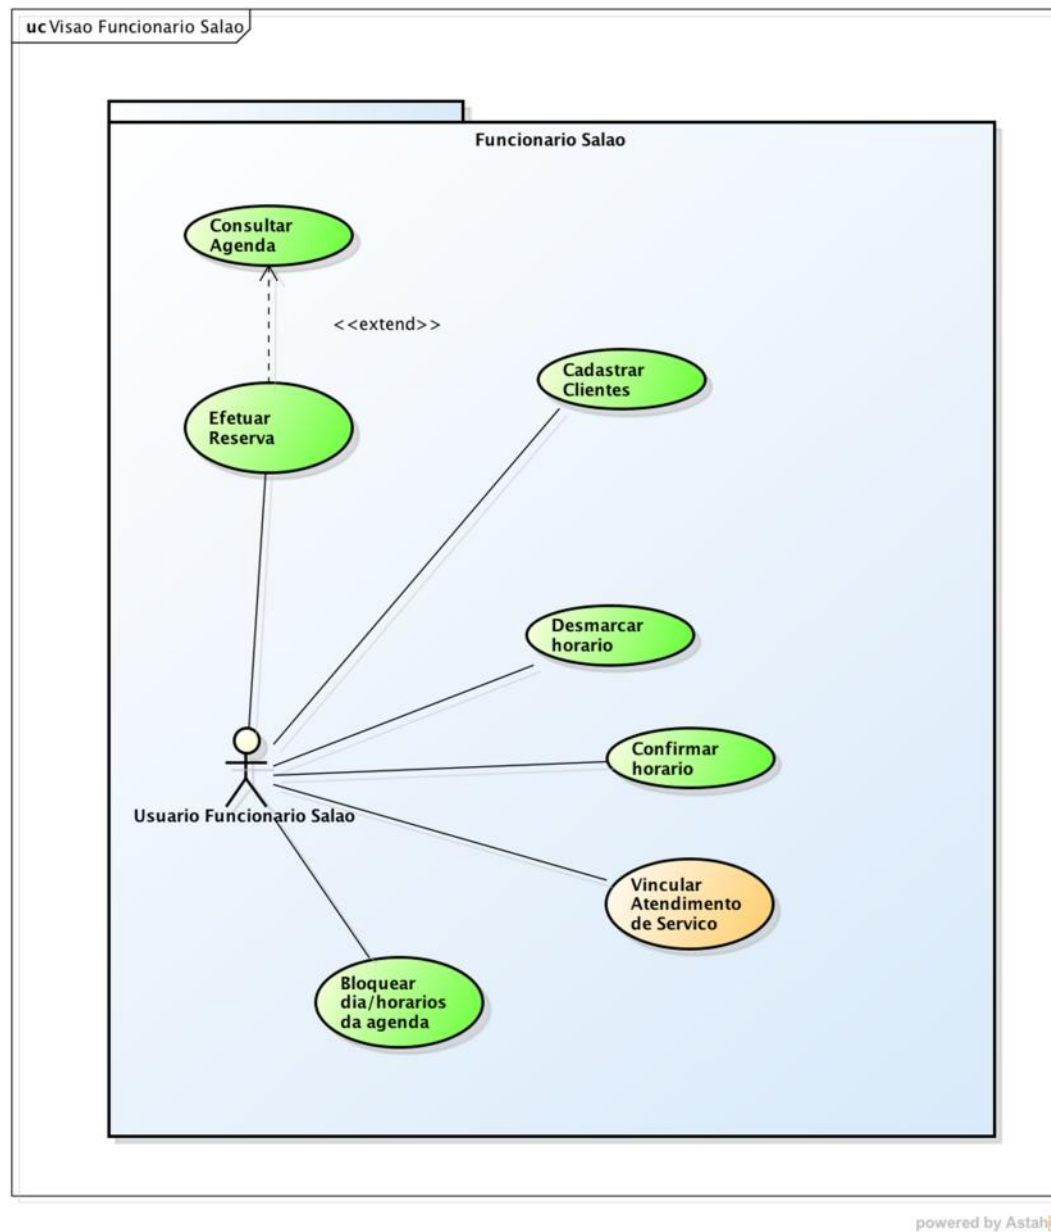 uc Visao Funcionario Salao
Funcionario Salao
Consultar
Agenda
<<extend>>
Cadastrar
Clientes
Efetuar
Reserva
Desmarcar
horario
Confirmar
horario
Usuario Funcionario Salao
Vincular
Atendimento
de Servico
Bloquear
dia/horarios
da agenda
powered by Astah